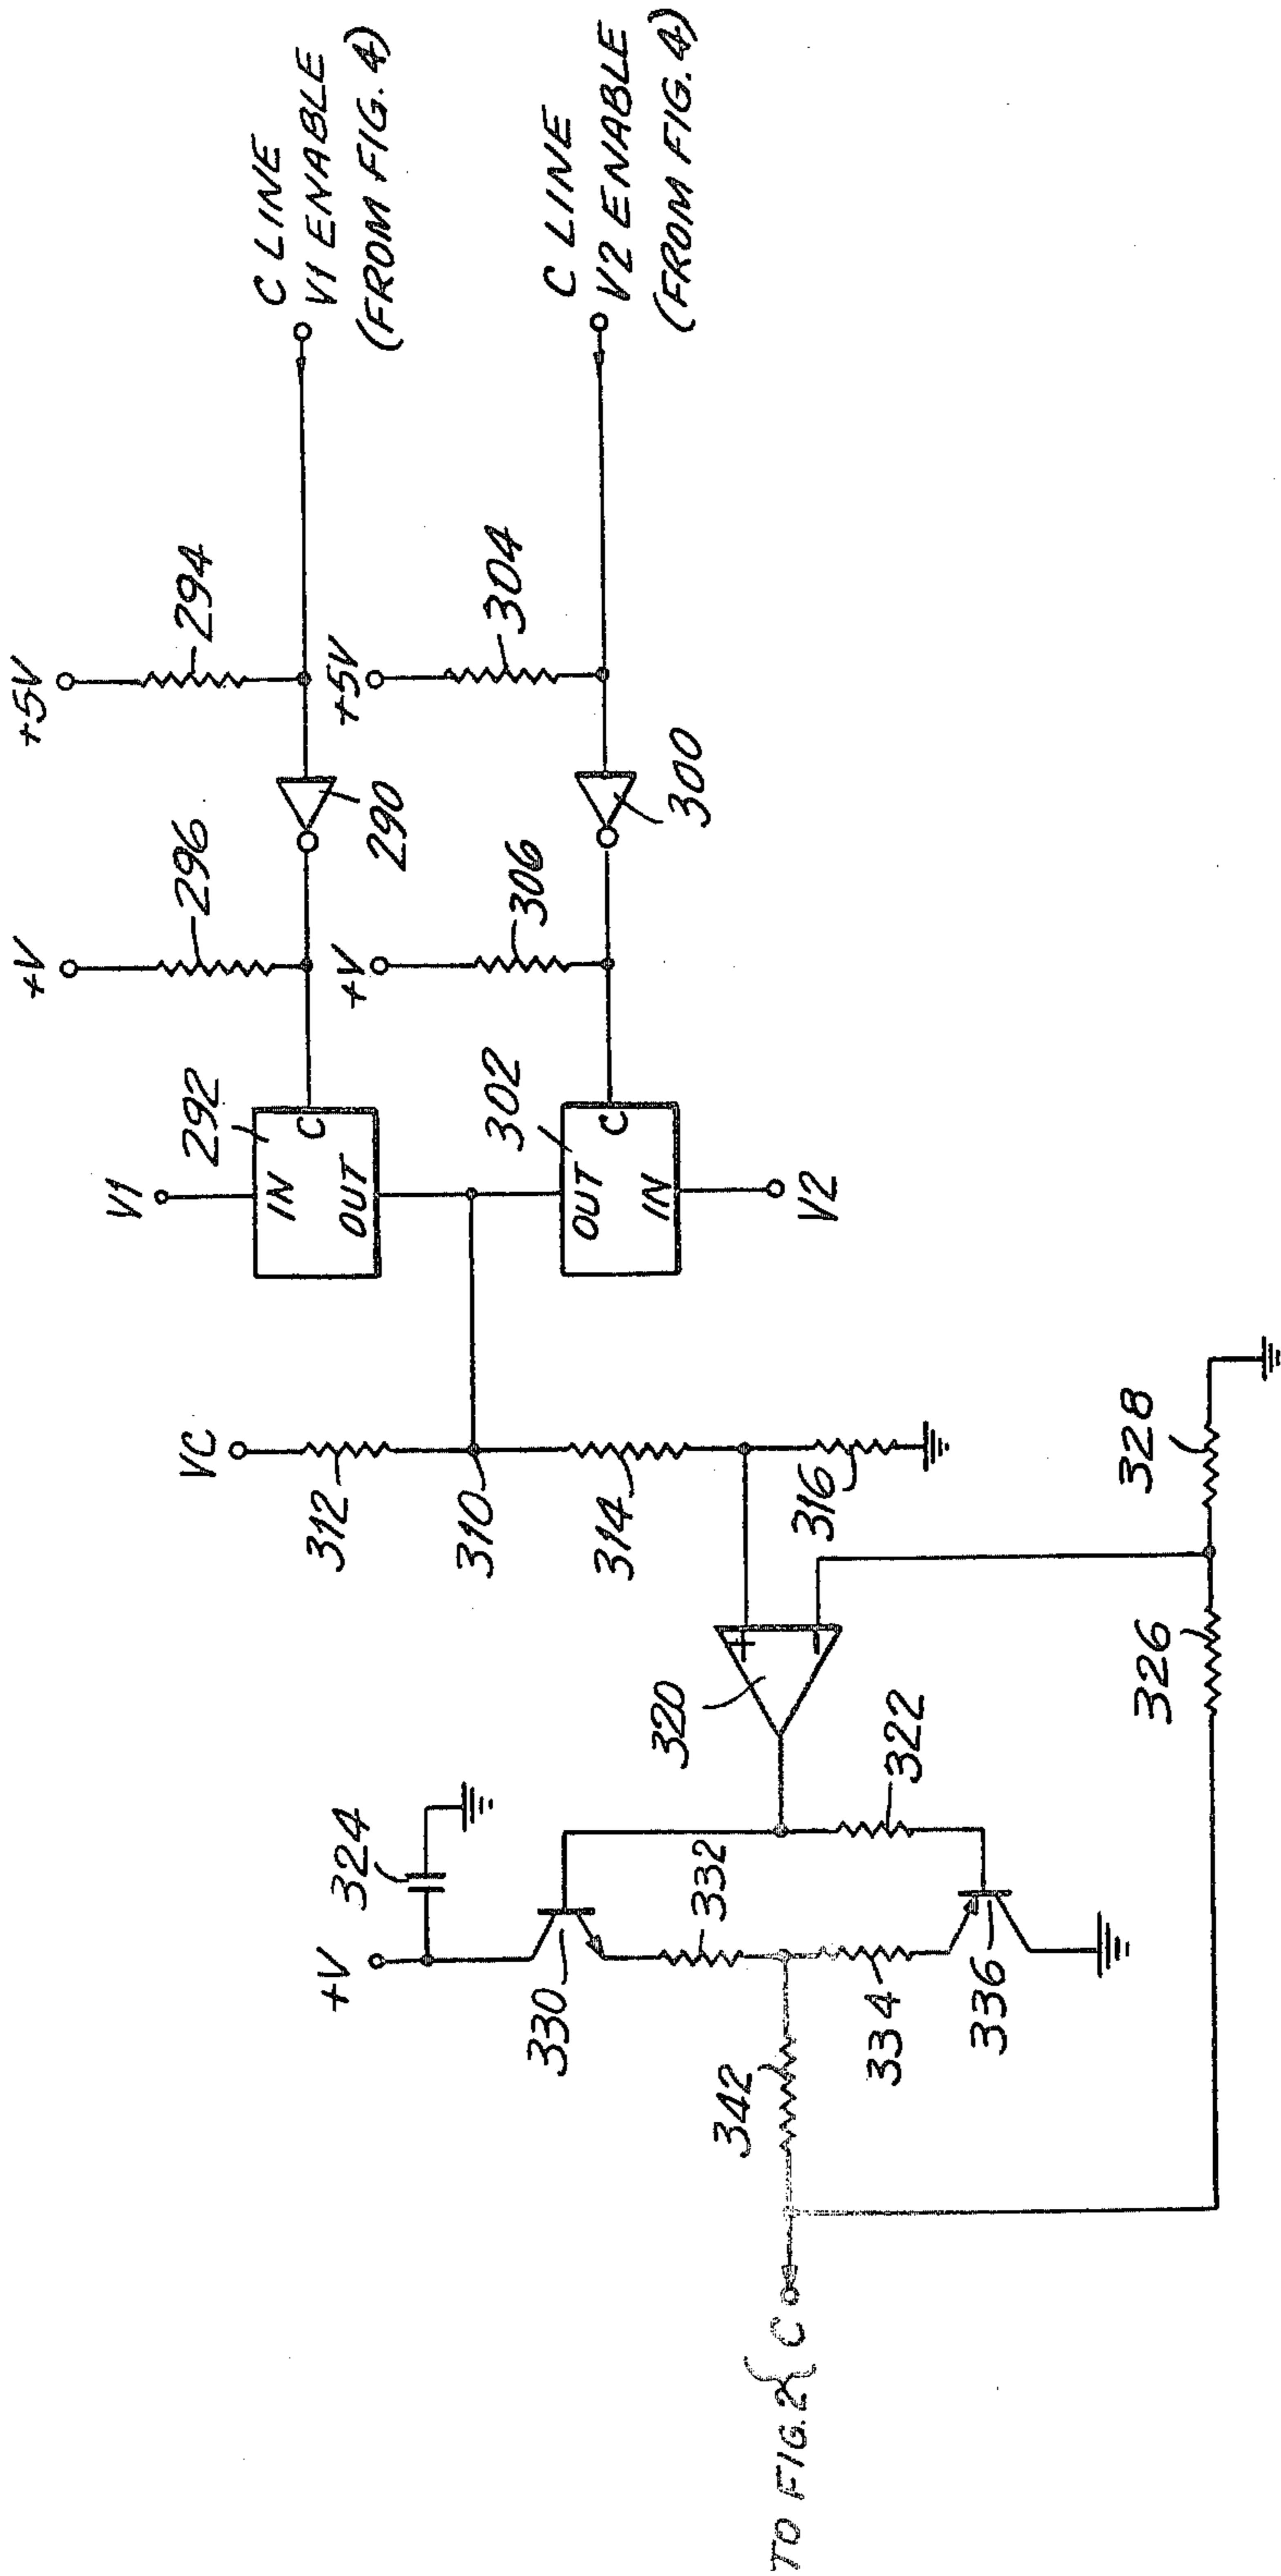 C LINE
V1 ENABLE
(FROM FIG. 4)
C LINE
V2 ENABLE
(FROM FIG. 4)
+5V
294
+5V
304
+V
296
290
+V
306
300
V1
292
IN
C
OUT
302
OUT
C
IN
V2
VC
312
310
314
316
328
326
+
−
320
322
324
+V
330
332
334
336
342
TO FIG. 2 { C